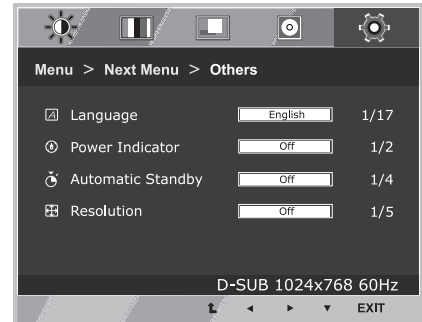 Menu > Next Menu > Others
Language English 1/17
Power Indicator Off 1/2
Automatic Standby Off 1/4
Resolution Off 1/5
D-SUB 1024x768 60Hz
EXIT